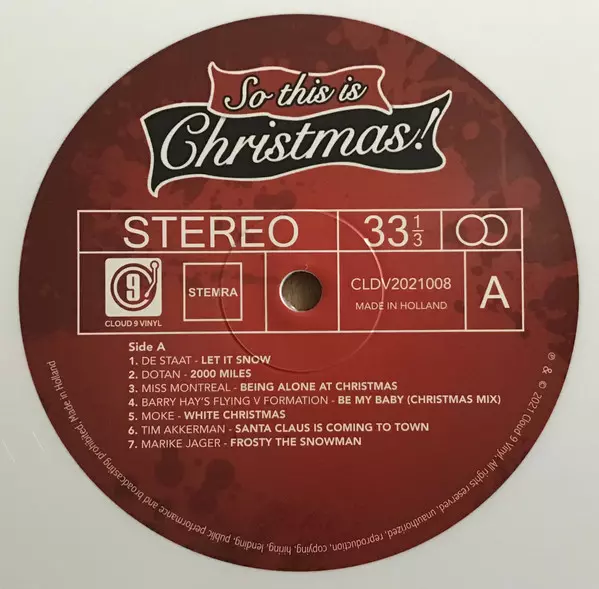 So this is
Christmas!
STEREO
33 1/3
9
CLOUD 9 VINYL
STEMRA
CLDV2021008
MADE IN HOLLAND
A
Side A
1. DE STAAT - LET IT SNOW
2. DOTAN - 2000 MILES
3. MISS MONTREAL - BEING ALONE AT CHRISTMAS
4. BARRY HAY'S FLYING V FORMATION - BE MY BABY (CHRISTMAS MIX)
5. MOKE - WHITE CHRISTMAS
6. TIM AKKERMAN - SANTA CLAUS IS COMING TO TOWN
7. MARIKE JAGER - FROSTY THE SNOWMAN
℗ & © 2021 Cloud 9 Vinyl, All rights reserved, unauthorized, reproduction, copying, hiring, lending, public performance and broadcasting prohibited, Made in Holland